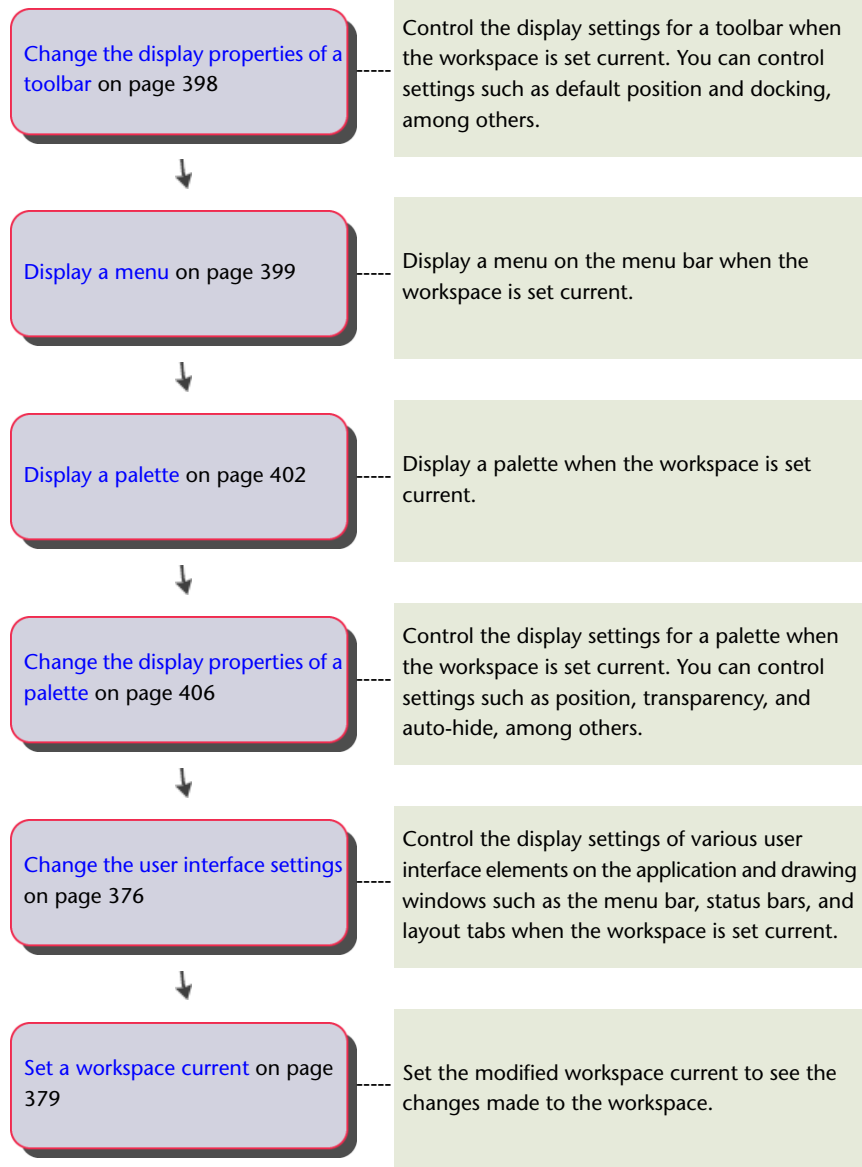 Change the display properties of a
toolbar on page 398
Control the display settings for a toolbar when
the workspace is set current. You can control
settings such as default position and docking,
among others.
Display a menu on page 399
Display a menu on the menu bar when the
workspace is set current.
Display a palette on page 402
Display a palette when the workspace is set
current.
Change the display properties of a
palette on page 406
Control the display settings for a palette when
the workspace is set current. You can control
settings such as position, transparency, and
auto-hide, among others.
Change the user interface settings
on page 376
Control the display settings of various user
interface elements on the application and drawing
windows such as the menu bar, status bars, and
layout tabs when the workspace is set current.
Set a workspace current on page
379
Set the modified workspace current to see the
changes made to the workspace.